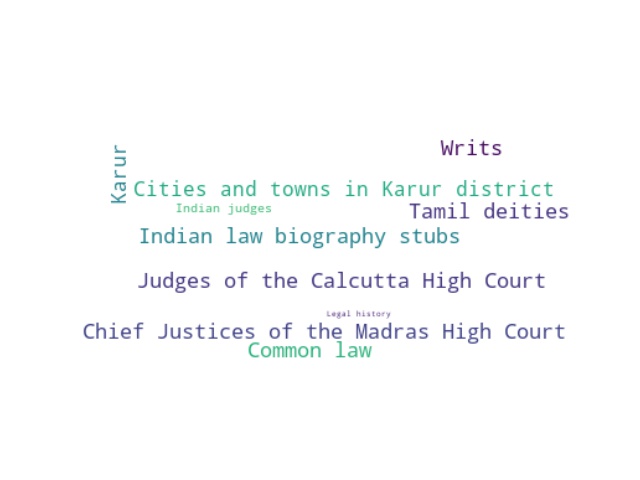 Writs
Karur
Cities and towns in Karur district
Indian judges
Tamil deities
Indian law biography stubs
Judges of the Calcutta High Court
Legal history
Chief Justices of the Madras High Court
Common law